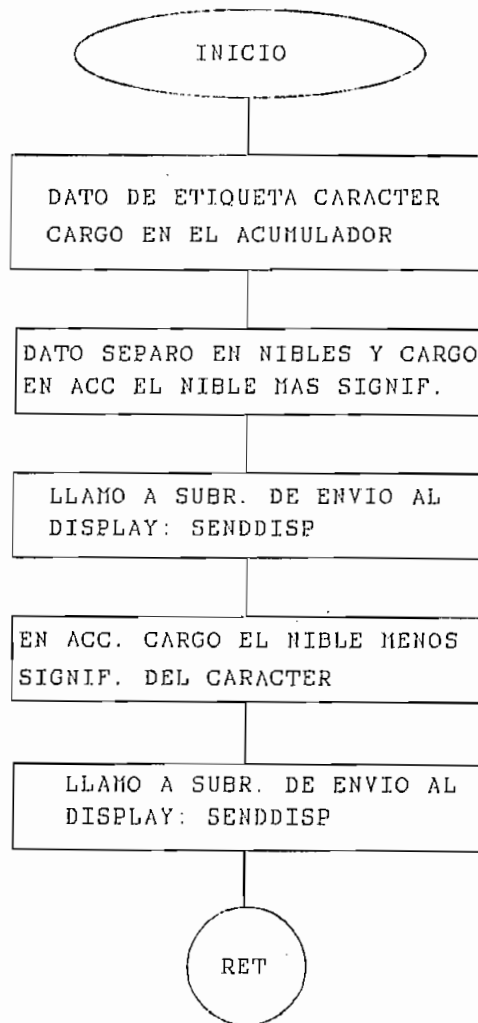 INICIO
DATO DE ETIQUETA CARACTER
CARGO EN EL ACUMULADOR
DATO SEPARO EN NIBLES Y CARGO
EN ACC EL NIBLE MAS SIGNIF.
LLAMO A SUBR. DE ENVIO AL
DISPLAY: SENDDISP
EN ACC. CARGO EL NIBLE MENOS
SIGNIF. DEL CARACTER
LLAMO A SUBR. DE ENVIO AL
DISPLAY: SENDDISP
RET